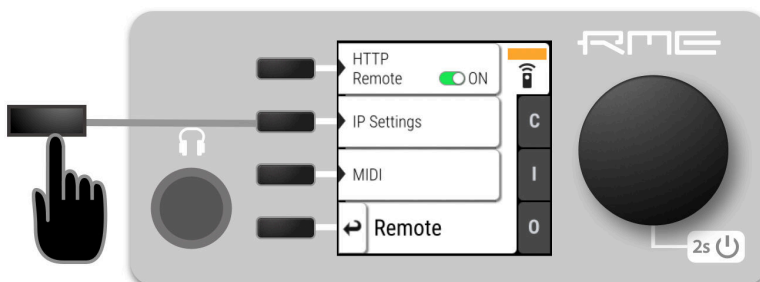 RME
HTTP
Remote ON
IP Settings
MIDI
Remote
C
I
O
2s